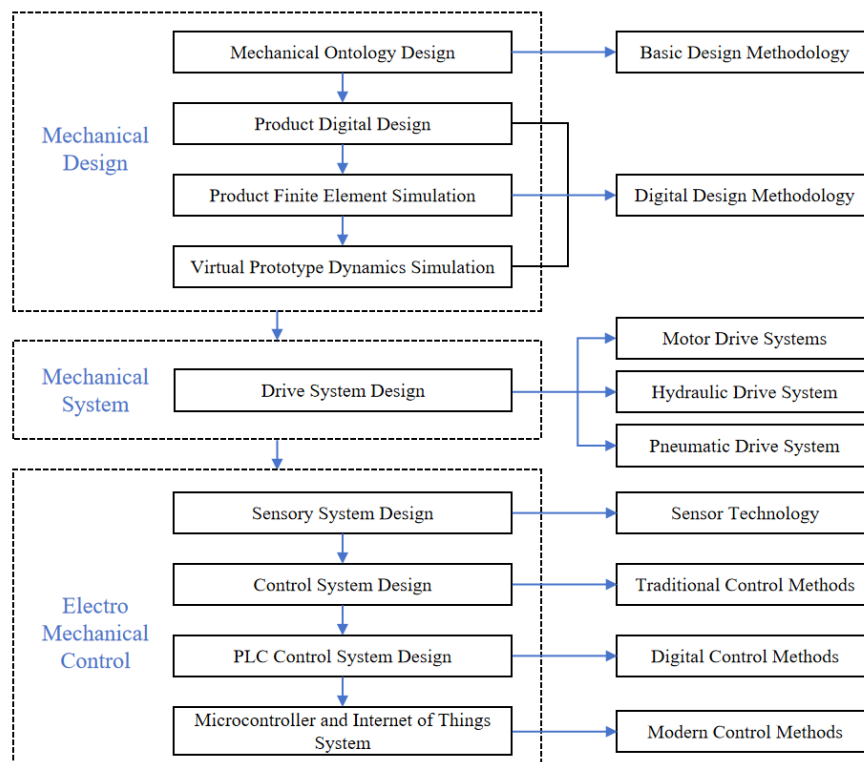 Mechanical Ontology Design
Basic Design Methodology
Mechanical
Design
Product Digital Design
Product Finite Element Simulation
Digital Design Methodology
Virtual Prototype Dynamics Simulation
Mechanical
System
Drive System Design
Motor Drive Systems
Hydraulic Drive System
Pneumatic Drive System
Electro
Mechanical
Control
Sensory System Design
Sensor Technology
Control System Design
Traditional Control Methods
PLC Control System Design
Digital Control Methods
Microcontroller and Internet of Things
System
Modern Control Methods